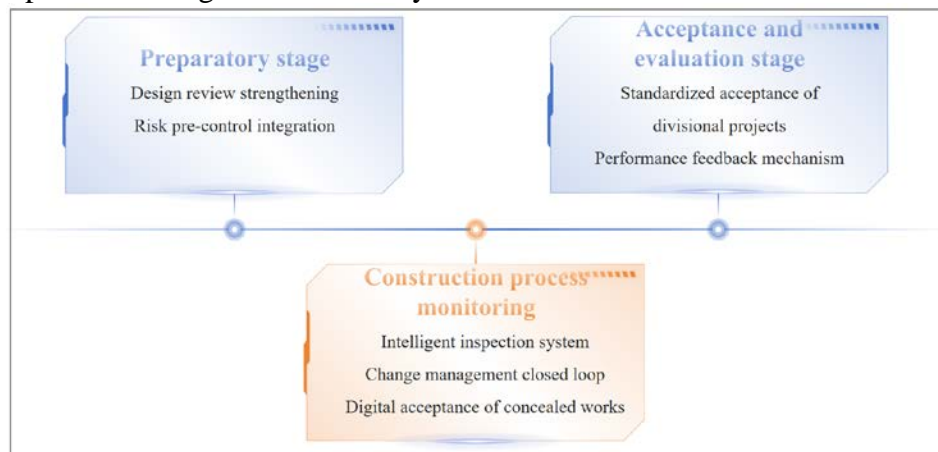 Preparatory stage
Design review strengthening
Risk pre-control integration
Construction process
monitoring
Intelligent inspection system
Change management closed loop
Digital acceptance of concealed works
Acceptance and
evaluation stage
Standardized acceptance of
divisional projects
Performance feedback mechanism